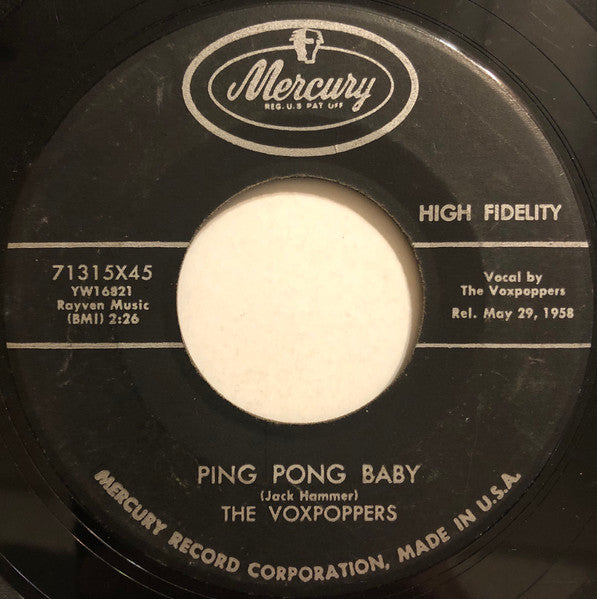 Mercury
REG. U.S PAT OFF
HIGH FIDELITY
71315X45
YW16821
Rayven Music
(BMI) 2:26
Vocal by
The Voxpoppers
Rel. May 29, 1958
PING PONG BABY
(Jack Hammer)
THE VOXPOPPERS
MERCURY RECORD CORPORATION, MADE IN U.S.A.